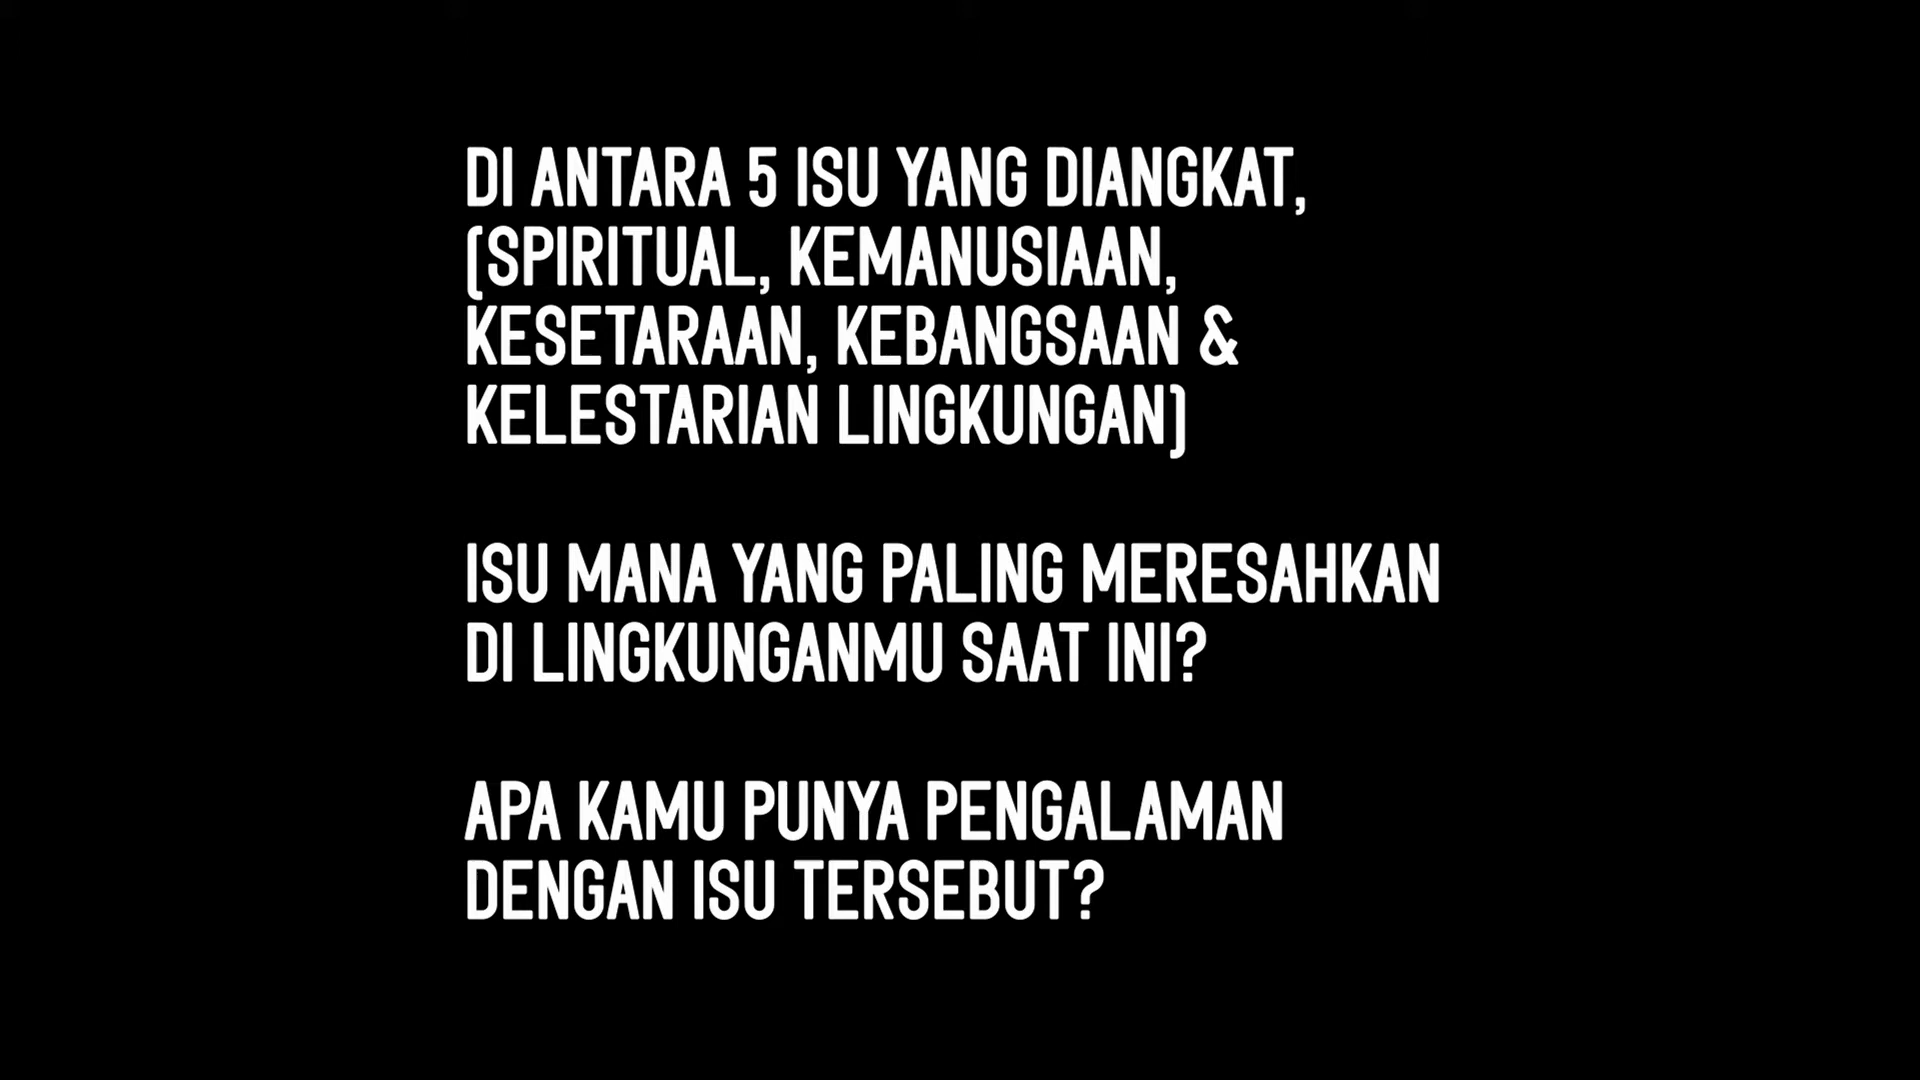 DI ANTARA 5 ISU YANG DIANGKAT,
(SPIRITUAL, KEMANUSIAAN,
KESETARAAN, KEBANGSAAN &
KELESTARIAN LINGKUNGAN)
ISU MANA YANG PALING MERESAHKAN
DI LINGKUNGANMU SAAT INI?
APA KAMU PUNYA PENGALAMAN
DENGAN ISU TERSEBUT?